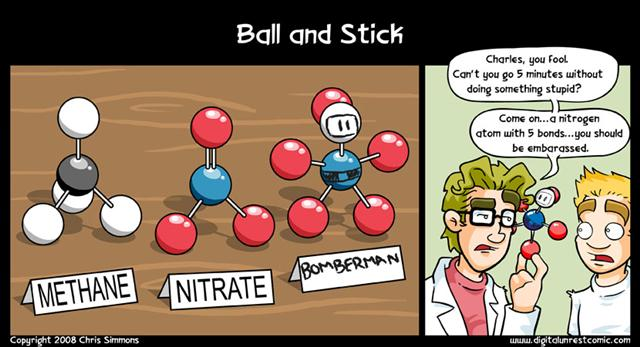 Ball and Stick
METHANE
NITRATE
BOMBERMAN
Charles, you fool.
Can't you go 5 minutes without
doing something stupid?
Come on...a nitrogen
atom with 5 bonds...you should
be embarassed.
Copyright 2008 Chris Simmons
www.digitalunrestcomic.com